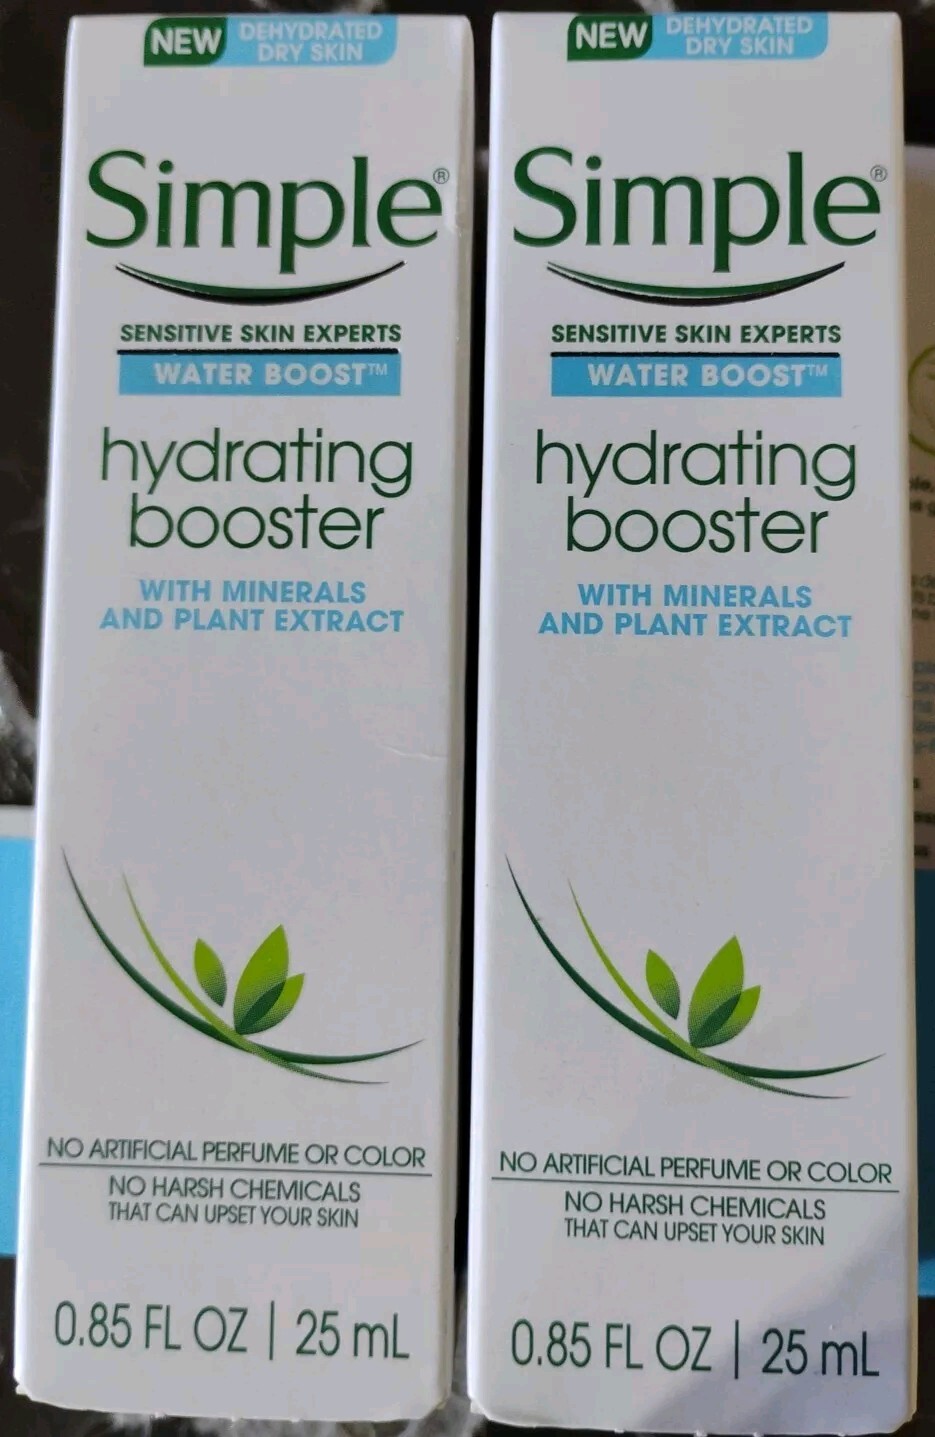 NEW DEHYDRATED
DRY SKIN
Simple®
SENSITIVE SKIN EXPERTS
WATER BOOST™
hydrating
booster
WITH MINERALS
AND PLANT EXTRACT
NO ARTIFICIAL PERFUME OR COLOR
NO HARSH CHEMICALS
THAT CAN UPSET YOUR SKIN
0.85 FL OZ | 25 mL
NEW DEHYDRATED
DRY SKIN
Simple®
SENSITIVE SKIN EXPERTS
WATER BOOST™
hydrating
booster
WITH MINERALS
AND PLANT EXTRACT
NO ARTIFICIAL PERFUME OR COLOR
NO HARSH CHEMICALS
THAT CAN UPSET YOUR SKIN
0.85 FL OZ | 25 mL